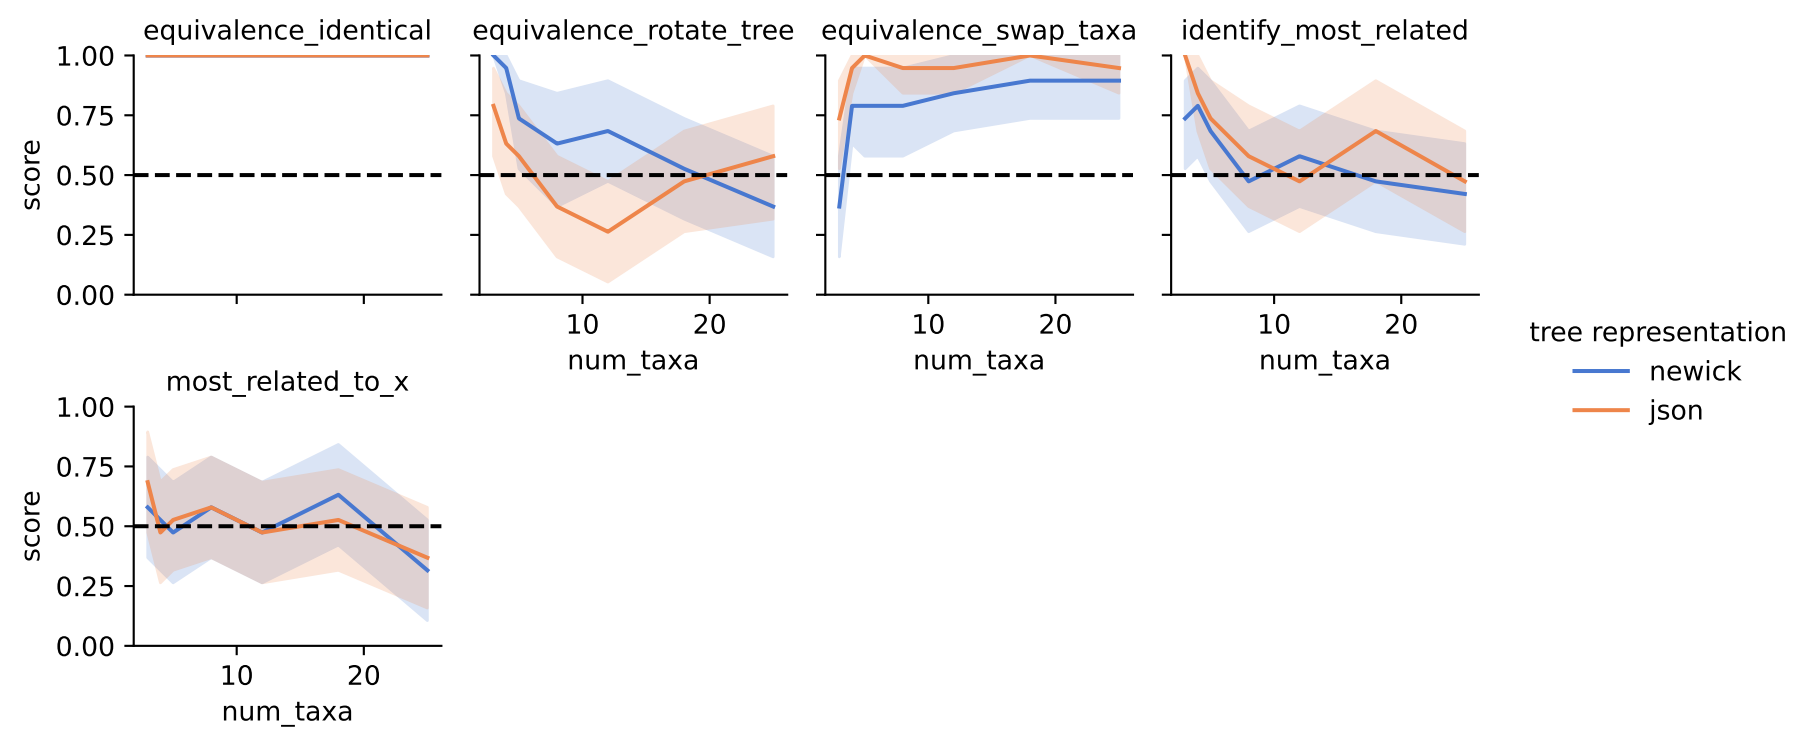 equivalence_identical
equivalence_rotate_tree
equivalence_swap_taxa
identify_most_related
score
1.00
0.75
0.50
0.25
0.00
10 20
10 20
10 20
num_taxa
num_taxa
num_taxa
tree representation
newick
json
most_related_to_x
score
1.00
0.75
0.50
0.25
0.00
10 20
num_taxa